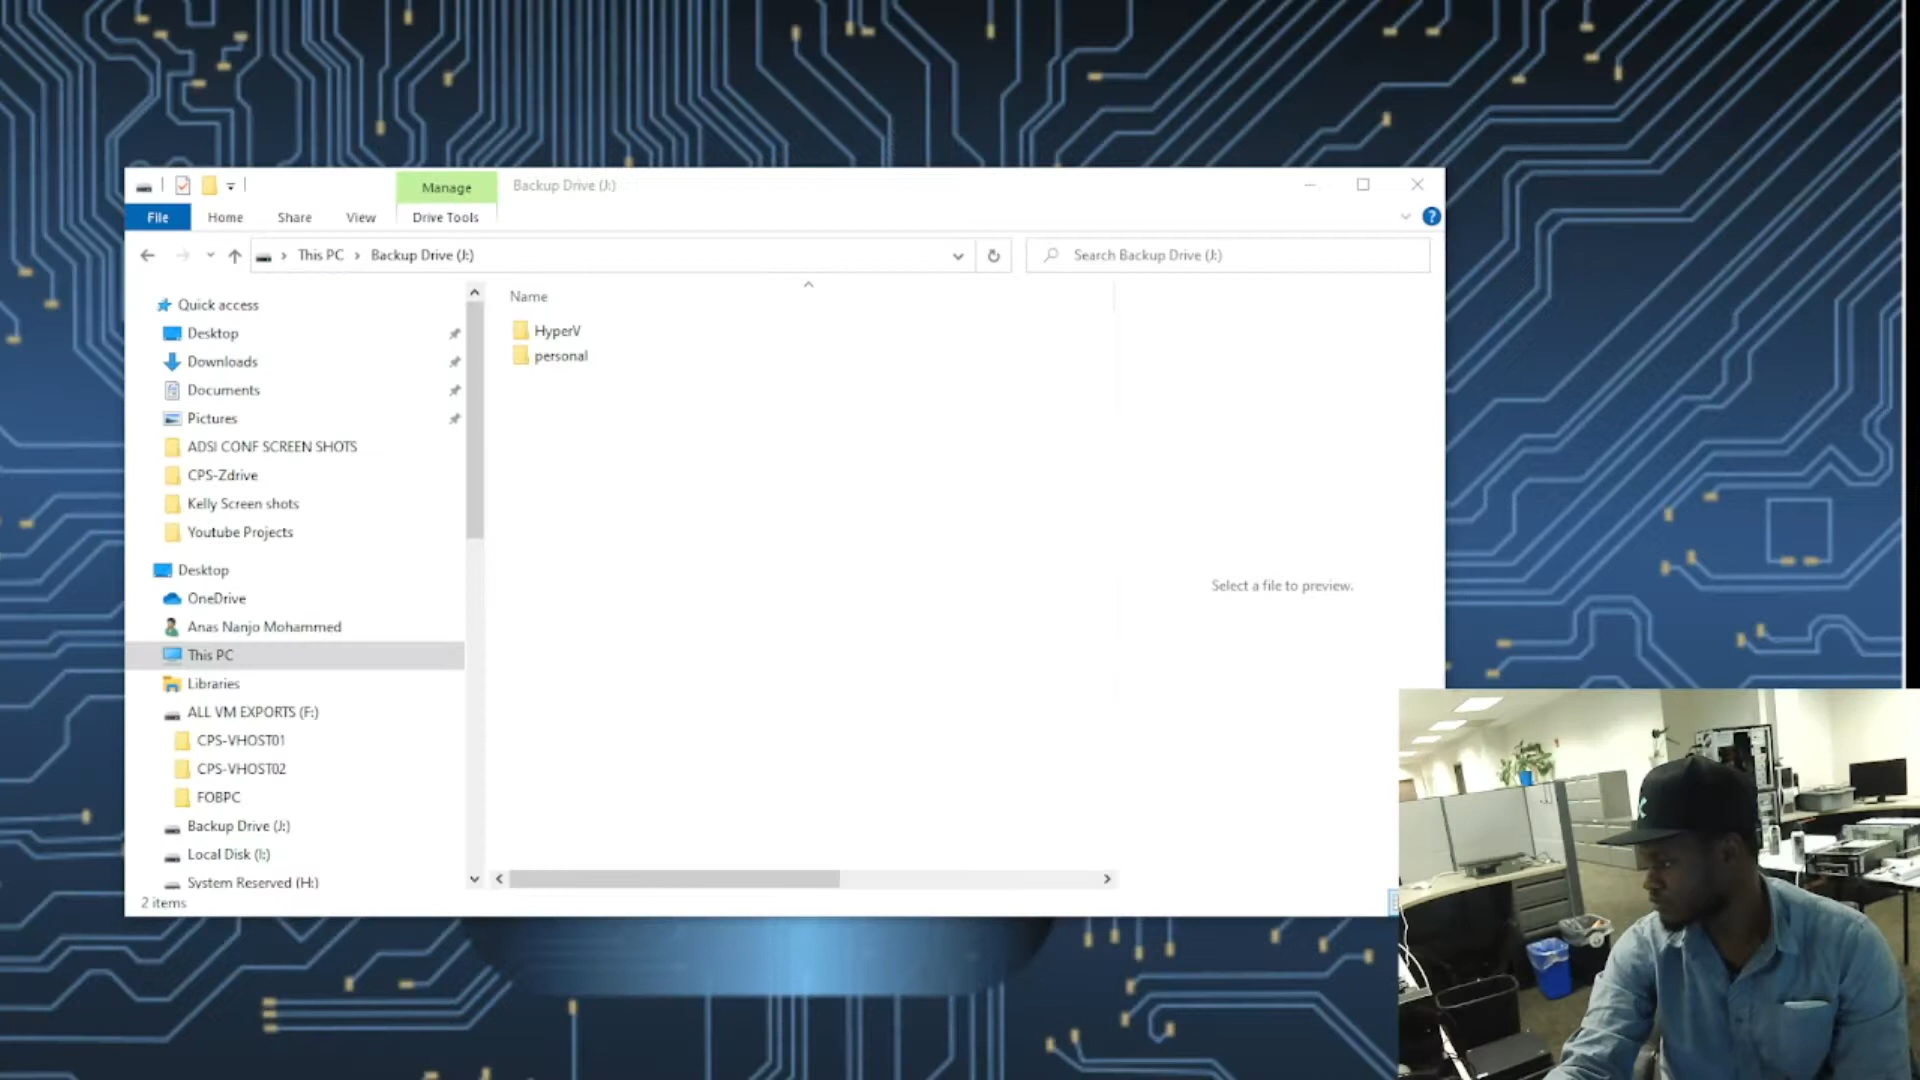 Manage
Backup Drive (J:)
File
Home
Share
View
Drive Tools
?
This PC
Backup Drive (J:)
Search Backup Drive (J:)
Quick access
Desktop
Downloads
Documents
Pictures
ADSI CONF SCREEN SHOTS
CPS-Zdrive
Kelly Screen shots
Youtube Projects
Desktop
OneDrive
Anas Nanjo Mohammed
This PC
Libraries
ALL VM EXPORTS (F:)
CPS-VHOST01
CPS-VHOST02
FOBPC
Backup Drive (J:)
Local Disk (I:)
System Reserved (H:)
2 items
Name
HyperV
personal
Select a file to preview.